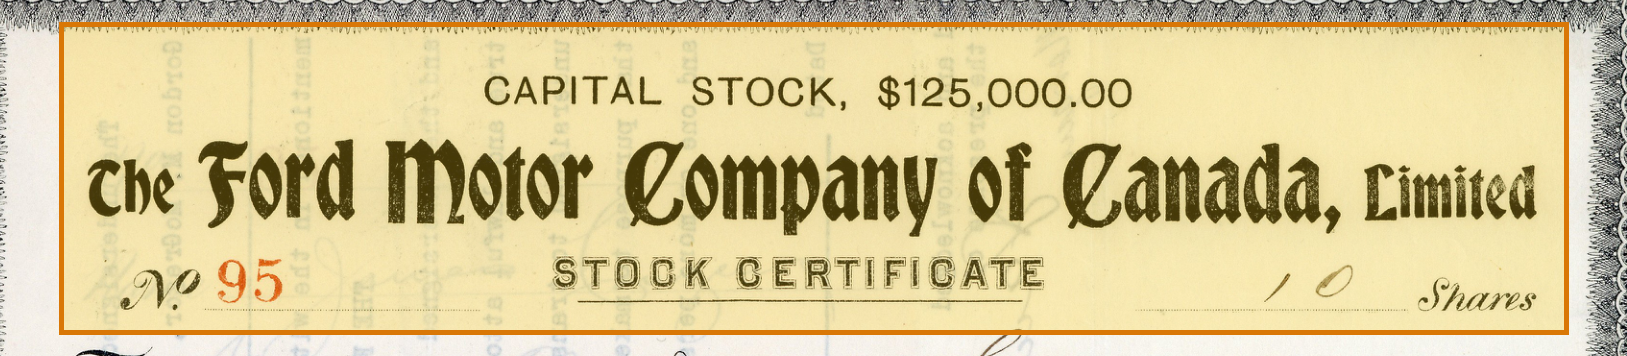 CAPITAL STOCK, $125,000.00
The Ford Motor Company of Canada, Limited
STOCK CERTIFICATE
No. 95
10 Shares